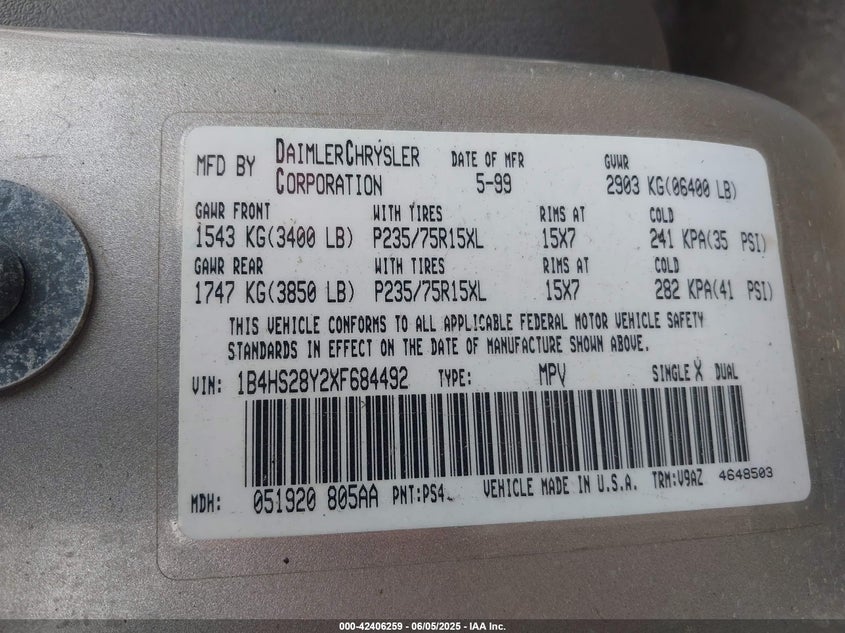 MFD BY DAIMLERCHRYSLER CORPORATION DATE OF MFR 5-99 GVWR 2903 KG(06400 LB)
GAWR FRONT WITH TIRES RIMS AT COLD
1543 KG(3400 LB) P235/75R15XL 15X7 241 KPA(35 PSI)
GAWR REAR WITH TIRES RIMS AT COLD
1747 KG(3850 LB) P235/75R15XL 15X7 282 KPA(41 PSI)
THIS VEHICLE CONFORMS TO ALL APPLICABLE FEDERAL MOTOR VEHICLE SAFETY
STANDARDS IN EFFECT ON THE DATE OF MANUFACTURE SHOWN ABOVE.
VIN: 1B4HS28Y2XF684492 TYPE: MPV SINGLE X DUAL
MDH: 051920 805AA PNT:PS4 VEHICLE MADE IN U.S.A. TRM:V9AZ 4648503
000-42406259 - 06/05/2025 - IAA Inc.